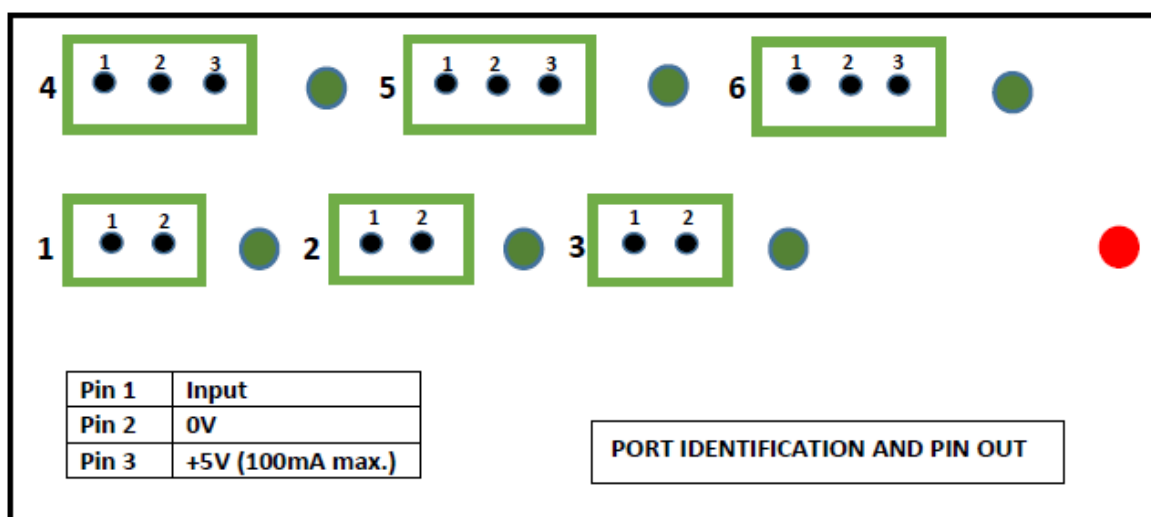 1 2 3
4
1 2 3
5
1 2 3
6
1 2
1
1 2
2
1 2
3
Pin 1 Input
Pin 2 0V
Pin 3 +5V (100mA max.)
PORT IDENTIFICATION AND PIN OUT